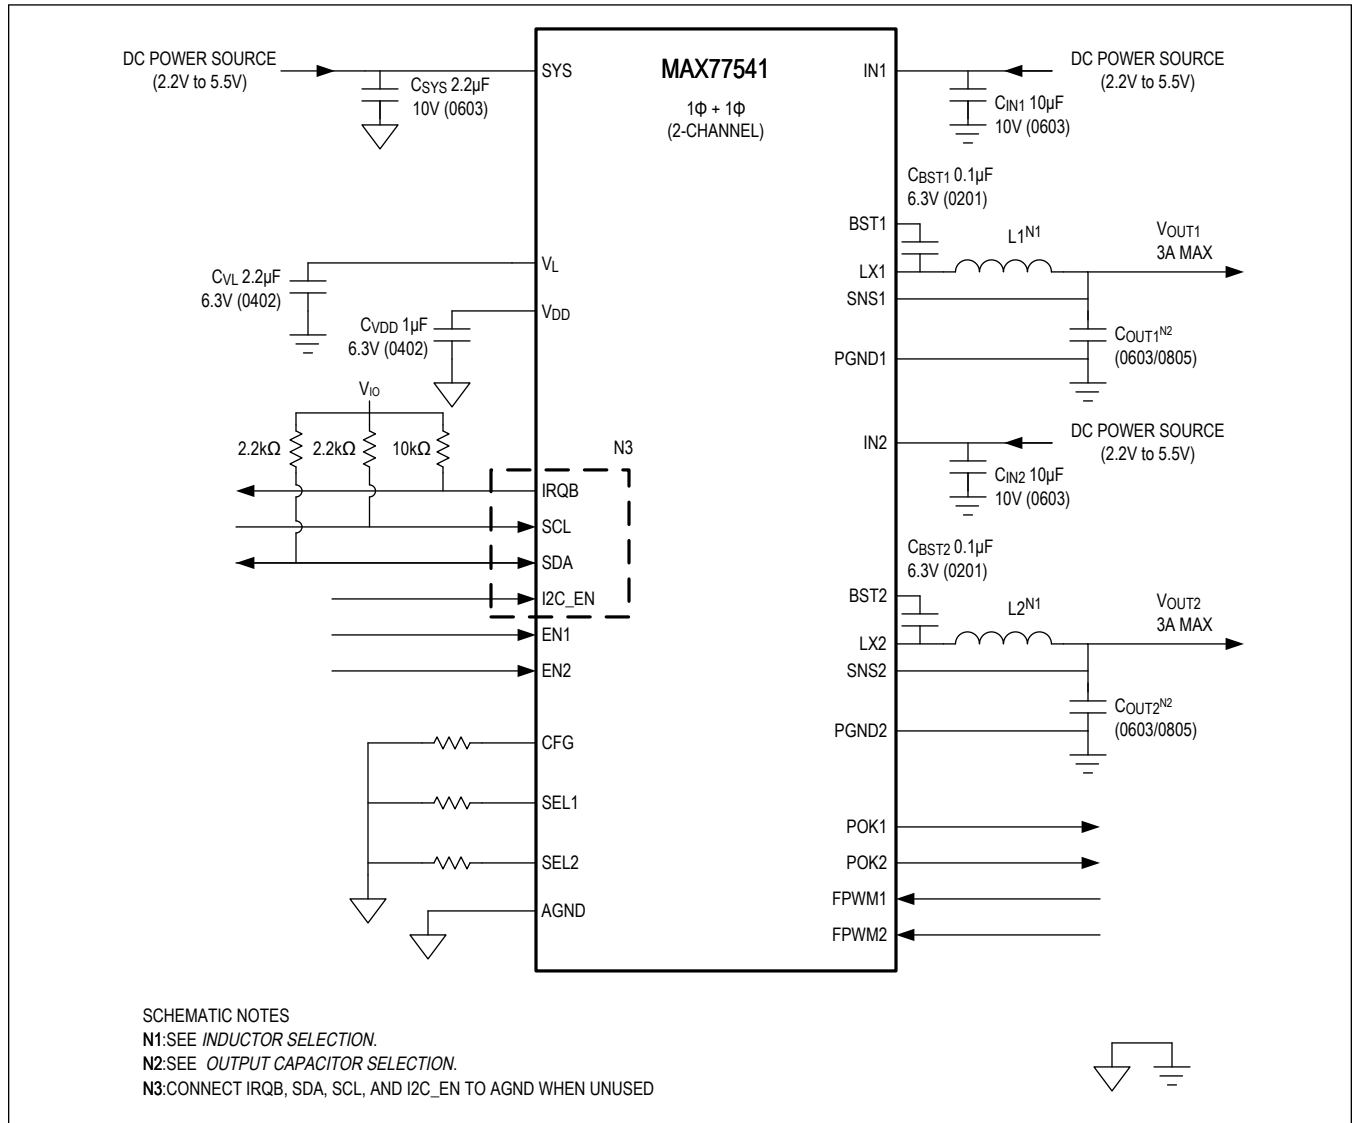 MAX77541
1Φ + 1Φ
(2-CHANNEL)
DC POWER SOURCE
(2.2V to 5.5V)
CSYS 2.2µF
10V (0603)
SYS
CVL 2.2µF
6.3V (0402)
VL
CVDD 1µF
6.3V (0402)
VDD
VIO
2.2kΩ
2.2kΩ
10kΩ
N3
IRQB
SCL
SDA
I2C_EN
EN1
EN2
CFG
SEL1
SEL2
AGND
IN1
DC POWER SOURCE
(2.2V to 5.5V)
CIN1 10µF
10V (0603)
CBST1 0.1µF
6.3V (0201)
BST1
L1N1
VOUT1
3A MAX
LX1
SNS1
COUT1N2
(0603/0805)
PGND1
IN2
DC POWER SOURCE
(2.2V to 5.5V)
CIN2 10µF
10V (0603)
CBST2 0.1µF
6.3V (0201)
BST2
L2N1
VOUT2
3A MAX
LX2
SNS2
COUT2N2
(0603/0805)
PGND2
POK1
POK2
FPWM1
FPWM2
SCHEMATIC NOTES
N1:SEE INDUCTOR SELECTION.
N2:SEE OUTPUT CAPACITOR SELECTION.
N3:CONNECT IRQB, SDA, SCL, AND I2C_EN TO AGND WHEN UNUSED